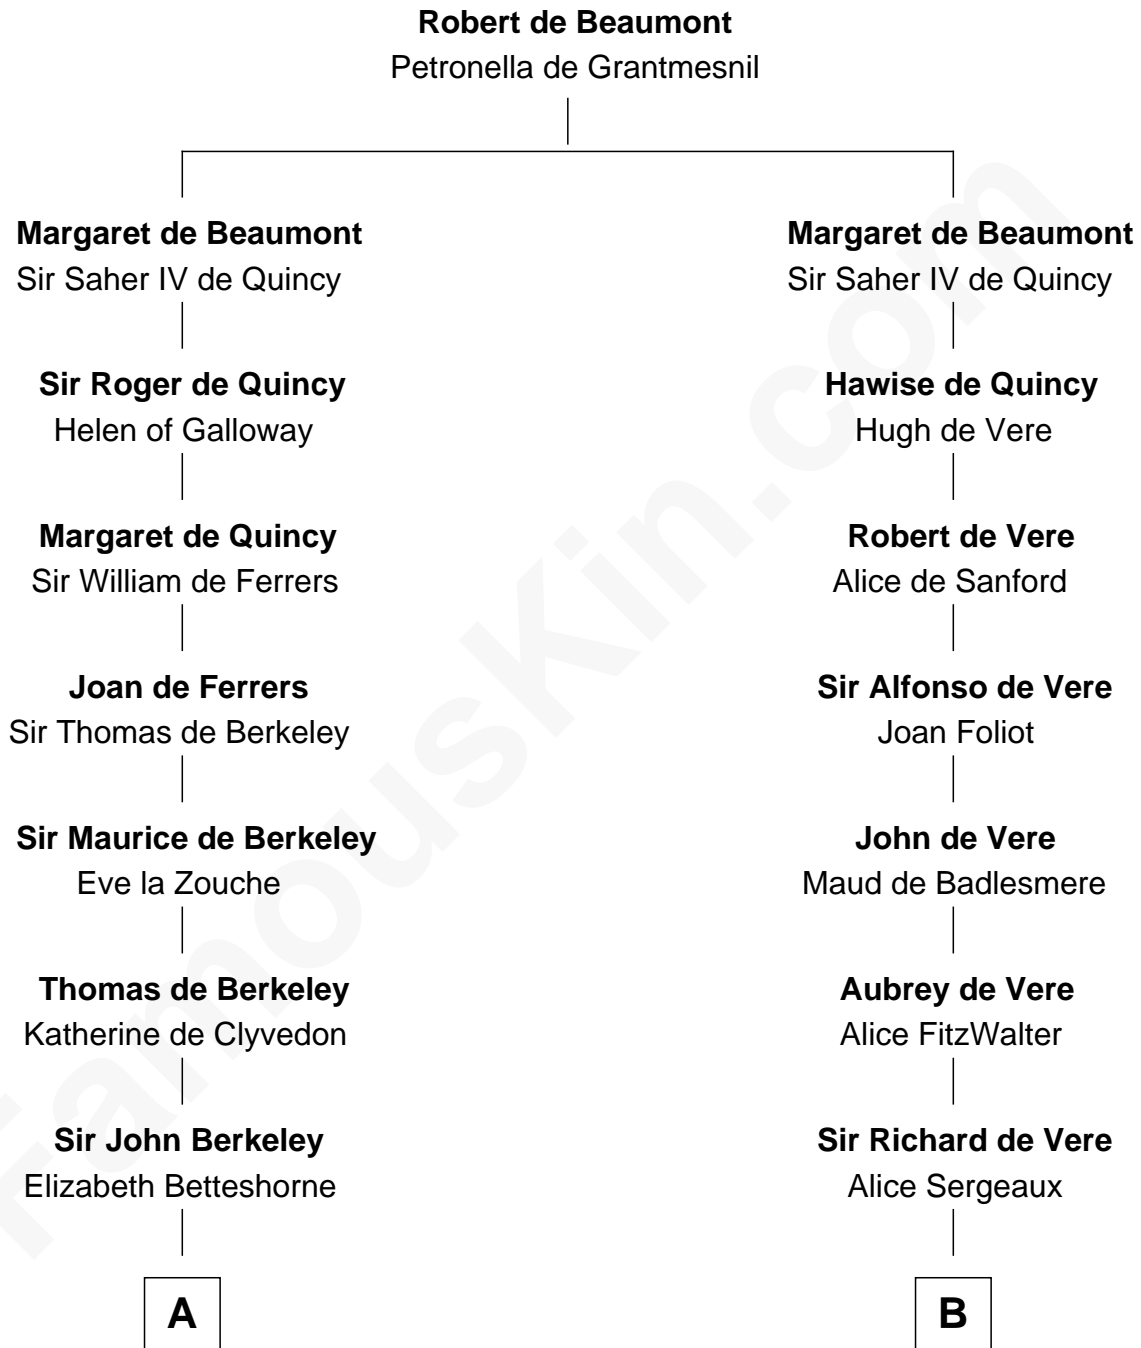 Robert de Beaumont
Petronella de Grantmesnil
Margaret de Beaumont
Sir Saher IV de Quincy
Margaret de Beaumont
Sir Saher IV de Quincy
Sir Roger de Quincy
Helen of Galloway
Hawise de Quincy
Hugh de Vere
Margaret de Quincy
Sir William de Ferrers
Robert de Vere
Alice de Sanford
Joan de Ferrers
Sir Thomas de Berkeley
Sir Alfonso de Vere
Joan Foliot
Sir Maurice de Berkeley
Eve la Zouche
John de Vere
Maud de Badlesmere
Thomas de Berkeley
Katherine de Clyvedon
Aubrey de Vere
Alice FitzWalter
Sir John Berkeley
Elizabeth Betteshorne
Sir Richard de Vere
Alice Sergeaux
A
B
FamousKin.com